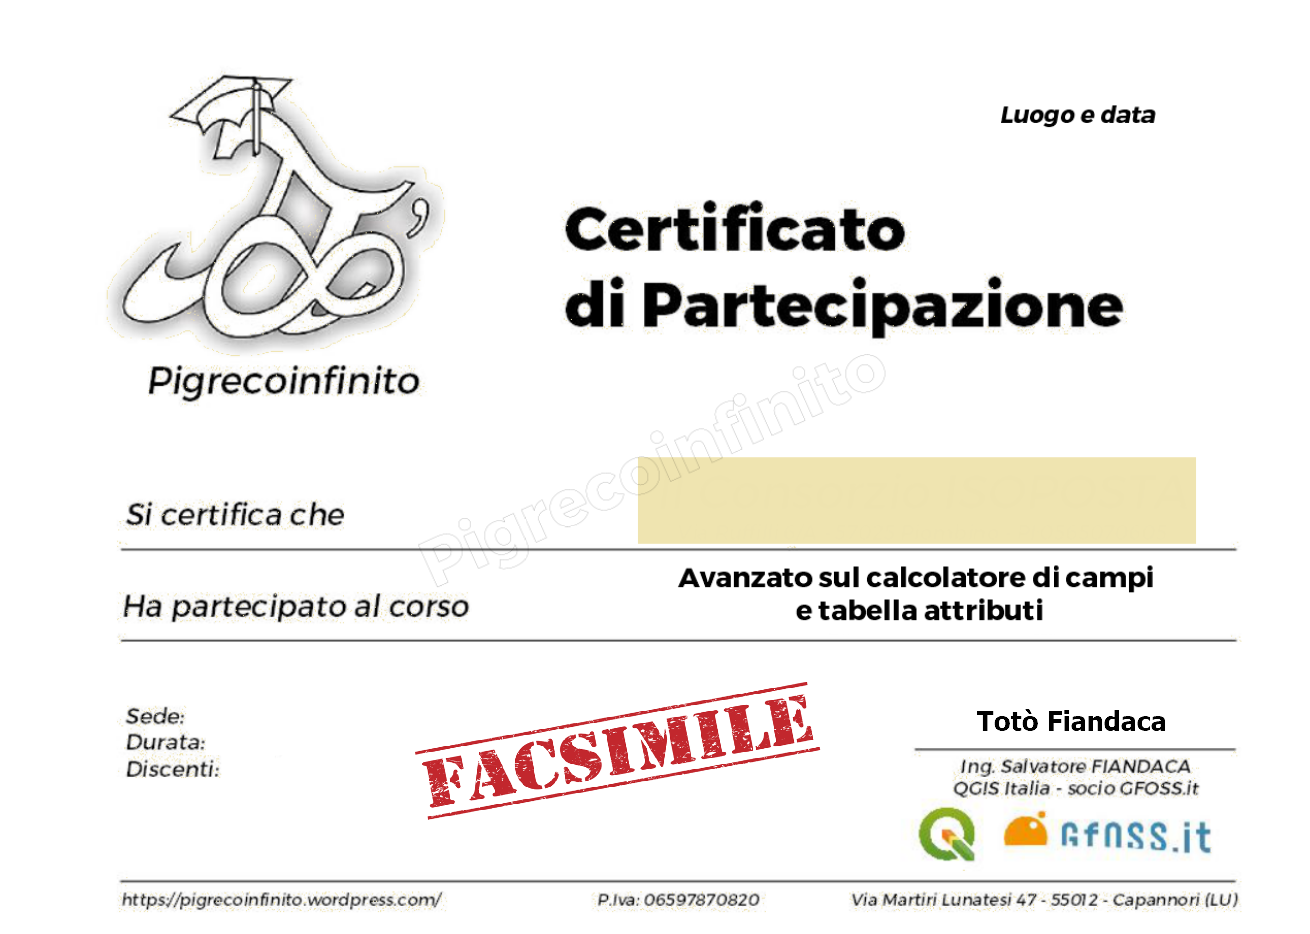 Luogo e data
Certificato
di Partecipazione
Pigrecoinfinito
Pigrecoinfinito
Si certifica che
Ha partecipato al corso
Avanzato sul calcolatore di campi
e tabella attributi
Sede:
Durata:
Discenti:
FACSIMILE
Totò Fiandaca
Ing. Salvatore FIANDACA
QGIS Italia - socio GFOSS.it
GFOSS.it
https://pigrecoinfinito.wordpress.com/
P.Iva: 06597870820
Via Martiri Lunatesi 47 - 55012 - Capannori (LU)